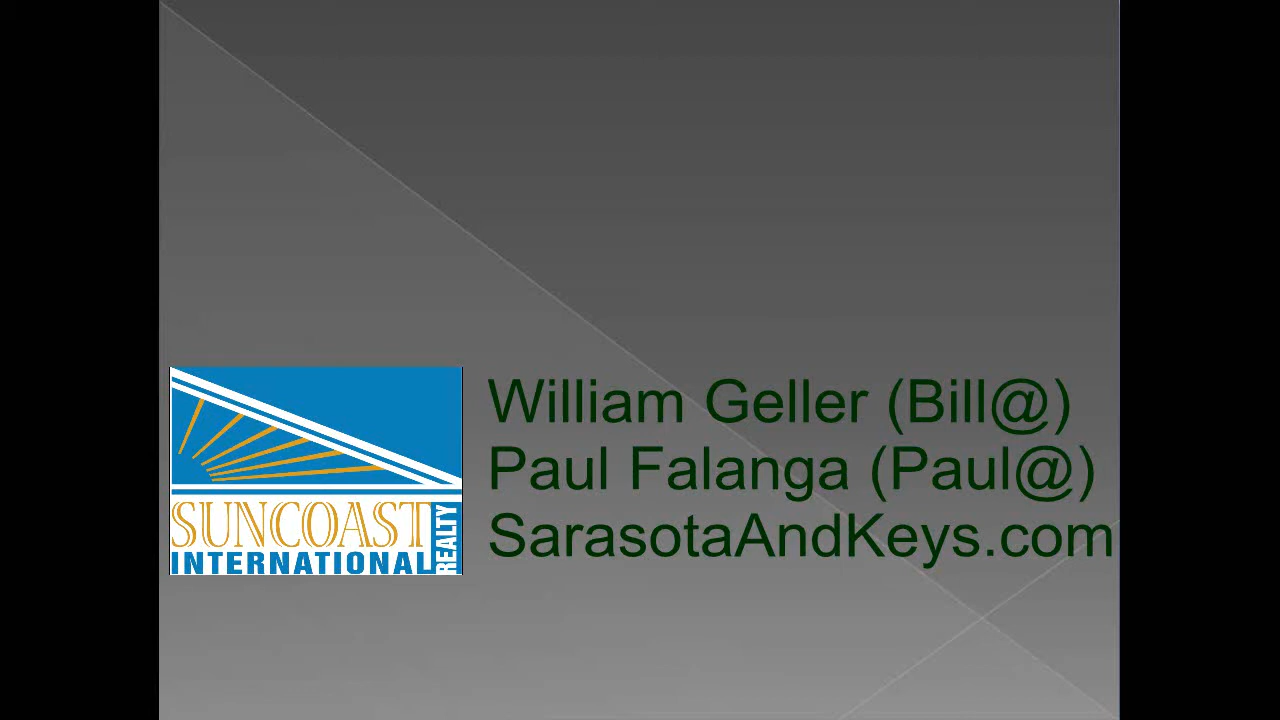 William Geller (Bill@)
Paul Falanga (Paul@)
SarasotaAndKeys.com
SUNCOAST
INTERNATIONAL
REALTY